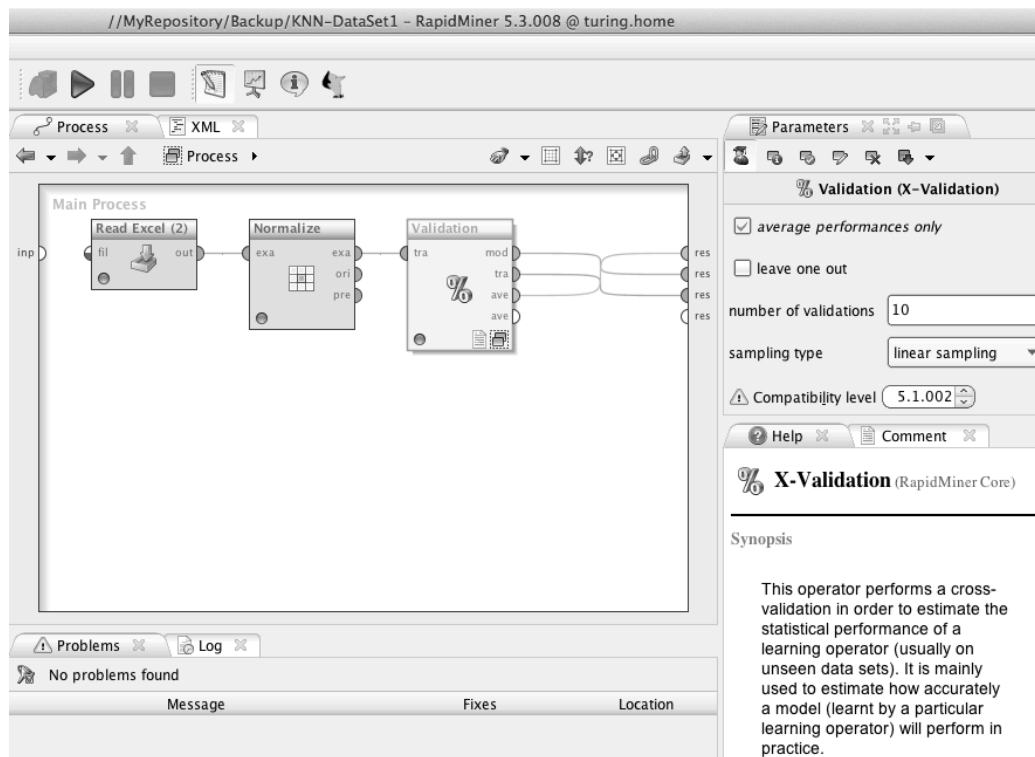 //MyRepository/Backup/KNN-DataSet1 – RapidMiner 5.3.008 @ turing.home
Process
XML
Process
Main Process
inp
Read Excel (2)
fil
out
Normalize
exa
exa
ori
pre
Validation
tra
mod
tra
ave
ave
res
res
res
res
Problems
Log
No problems found
Message
Fixes
Location
Parameters
Validation (X-Validation)
average performances only
leave one out
number of validations
10
sampling type
linear sampling
Compatibility level
5.1.002
Help
Comment
X-Validation (RapidMiner Core)
Synopsis
This operator performs a cross-
validation in order to estimate the
statistical performance of a
learning operator (usually on
unseen data sets). It is mainly
used to estimate how accurately
a model (learnt by a particular
learning operator) will perform in
practice.